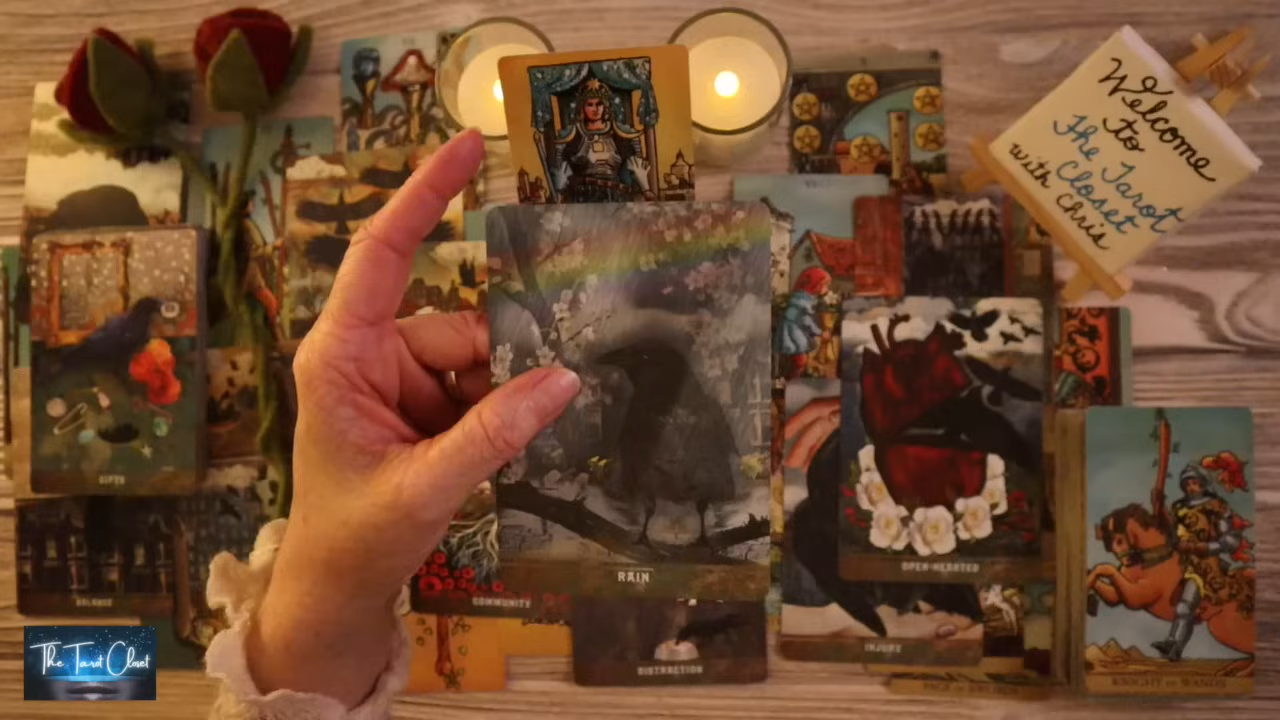 Welcome
to
The Tarot
Closet
with Chris
GIFTS
RAIN
OPEN-HEARTED
BALANCE
COMMUNITY
INJURY
DISTRACTION
KNIGHT of WANDS
The Tarot Closet